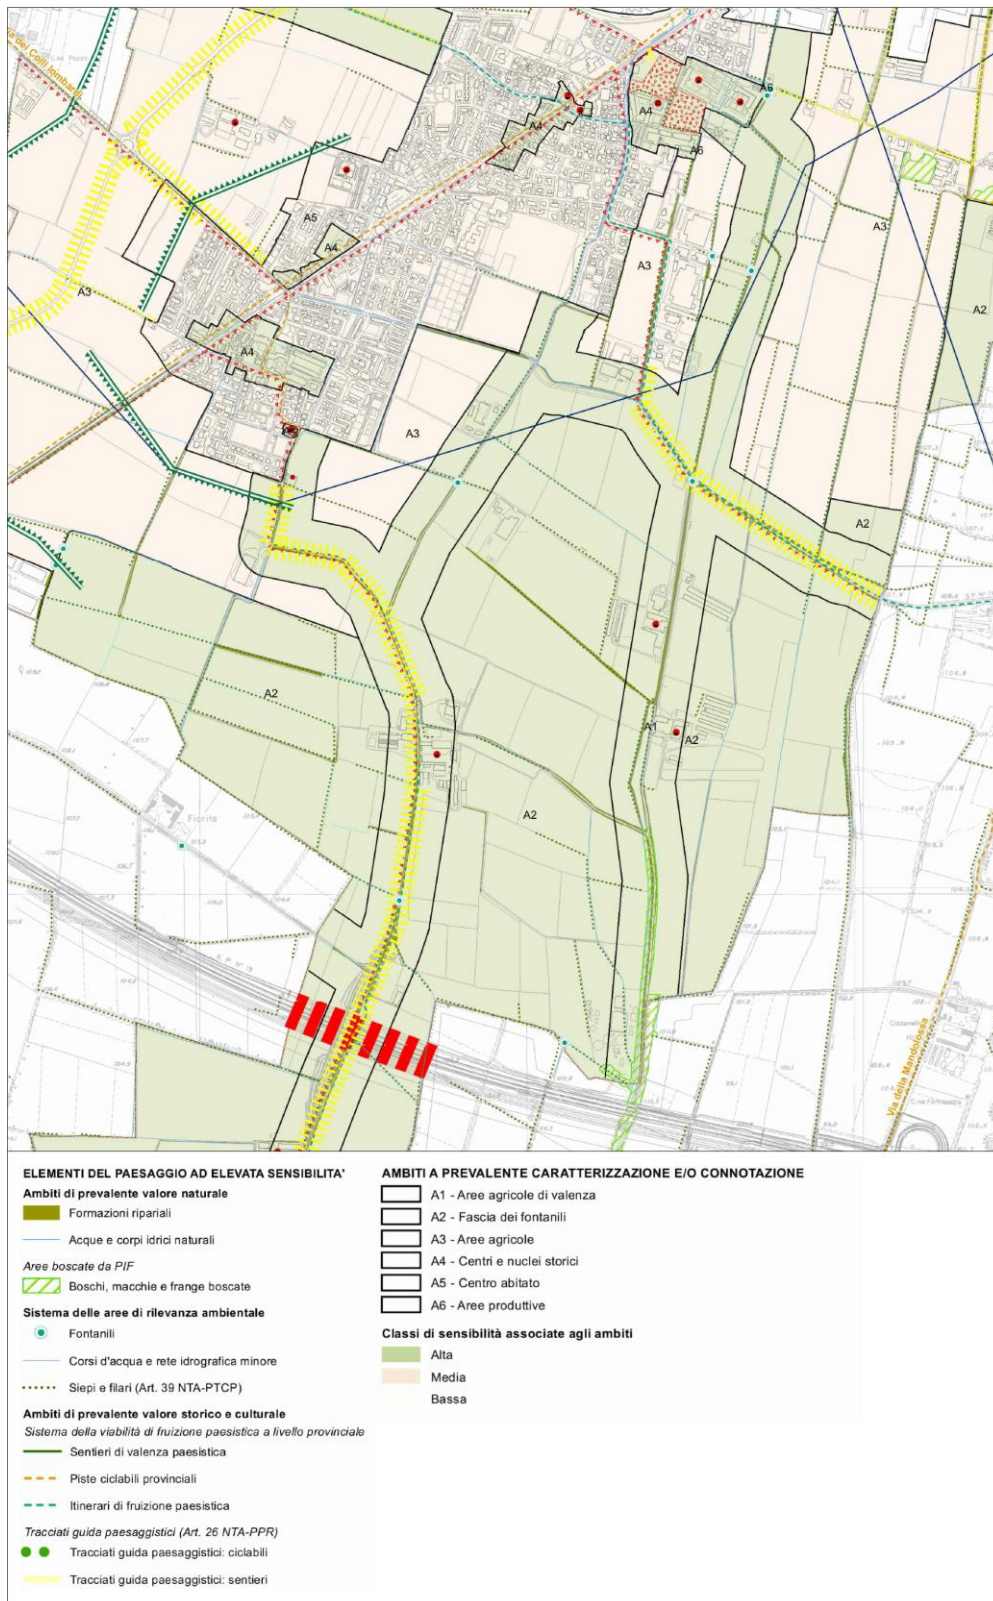 via dei Colli lombardi
C.na Pozzo
A6
A4
A4
A6
A5
A4
A3
A3
A3
A2
A4
A3
A2
A2
A1
A2
A2
Fiorita
S.P. N° 19
Via della Mandolossa
ELEMENTI DEL PAESAGGIO AD ELEVATA SENSIBILITA'
Ambiti di prevalente valore naturale
Formazioni ripariali
Acque e corpi idrici naturali
Aree boscate da PIF
Boschi, macchie e frange boscate
Sistema delle aree di rilevanza ambientale
Fontanili
Corsi d'acqua e rete idrografica minore
Siepi e filari (Art. 39 NTA-PTCP)
Ambiti di prevalente valore storico e culturale
Sistema della viabilità di fruizione paesistica a livello provinciale
Sentieri di valenza paesistica
Piste ciclabili provinciali
Itinerari di fruizione paesistica
Tracciati guida paesaggistici (Art. 26 NTA-PPR)
Tracciati guida paesaggistici: ciclabili
Tracciati guida paesaggistici: sentieri
AMBITI A PREVALENTE CARATTERIZZAZIONE E/O CONNOTAZIONE
A1 - Aree agricole di valenza
A2 - Fascia dei fontanili
A3 - Aree agricole
A4 - Centri e nuclei storici
A5 - Centro abitato
A6 - Aree produttive
Classi di sensibilità associate agli ambiti
Alta
Media
Bassa